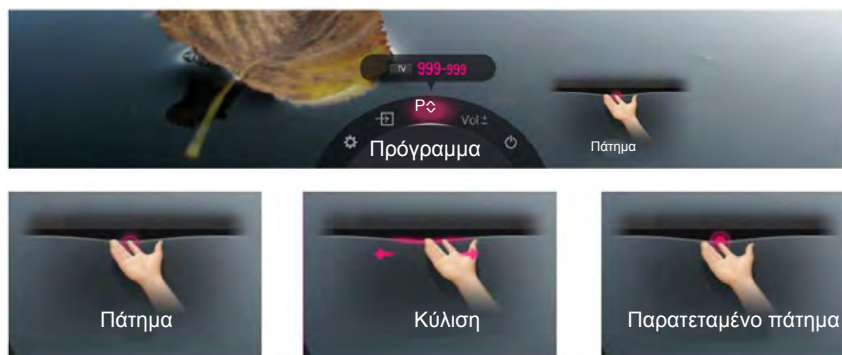 TV 999-999
P
Vol ±
Πρόγραμμα
Πάτημα
Πάτημα
Κύλιση
Παρατεταμένο πάτημα